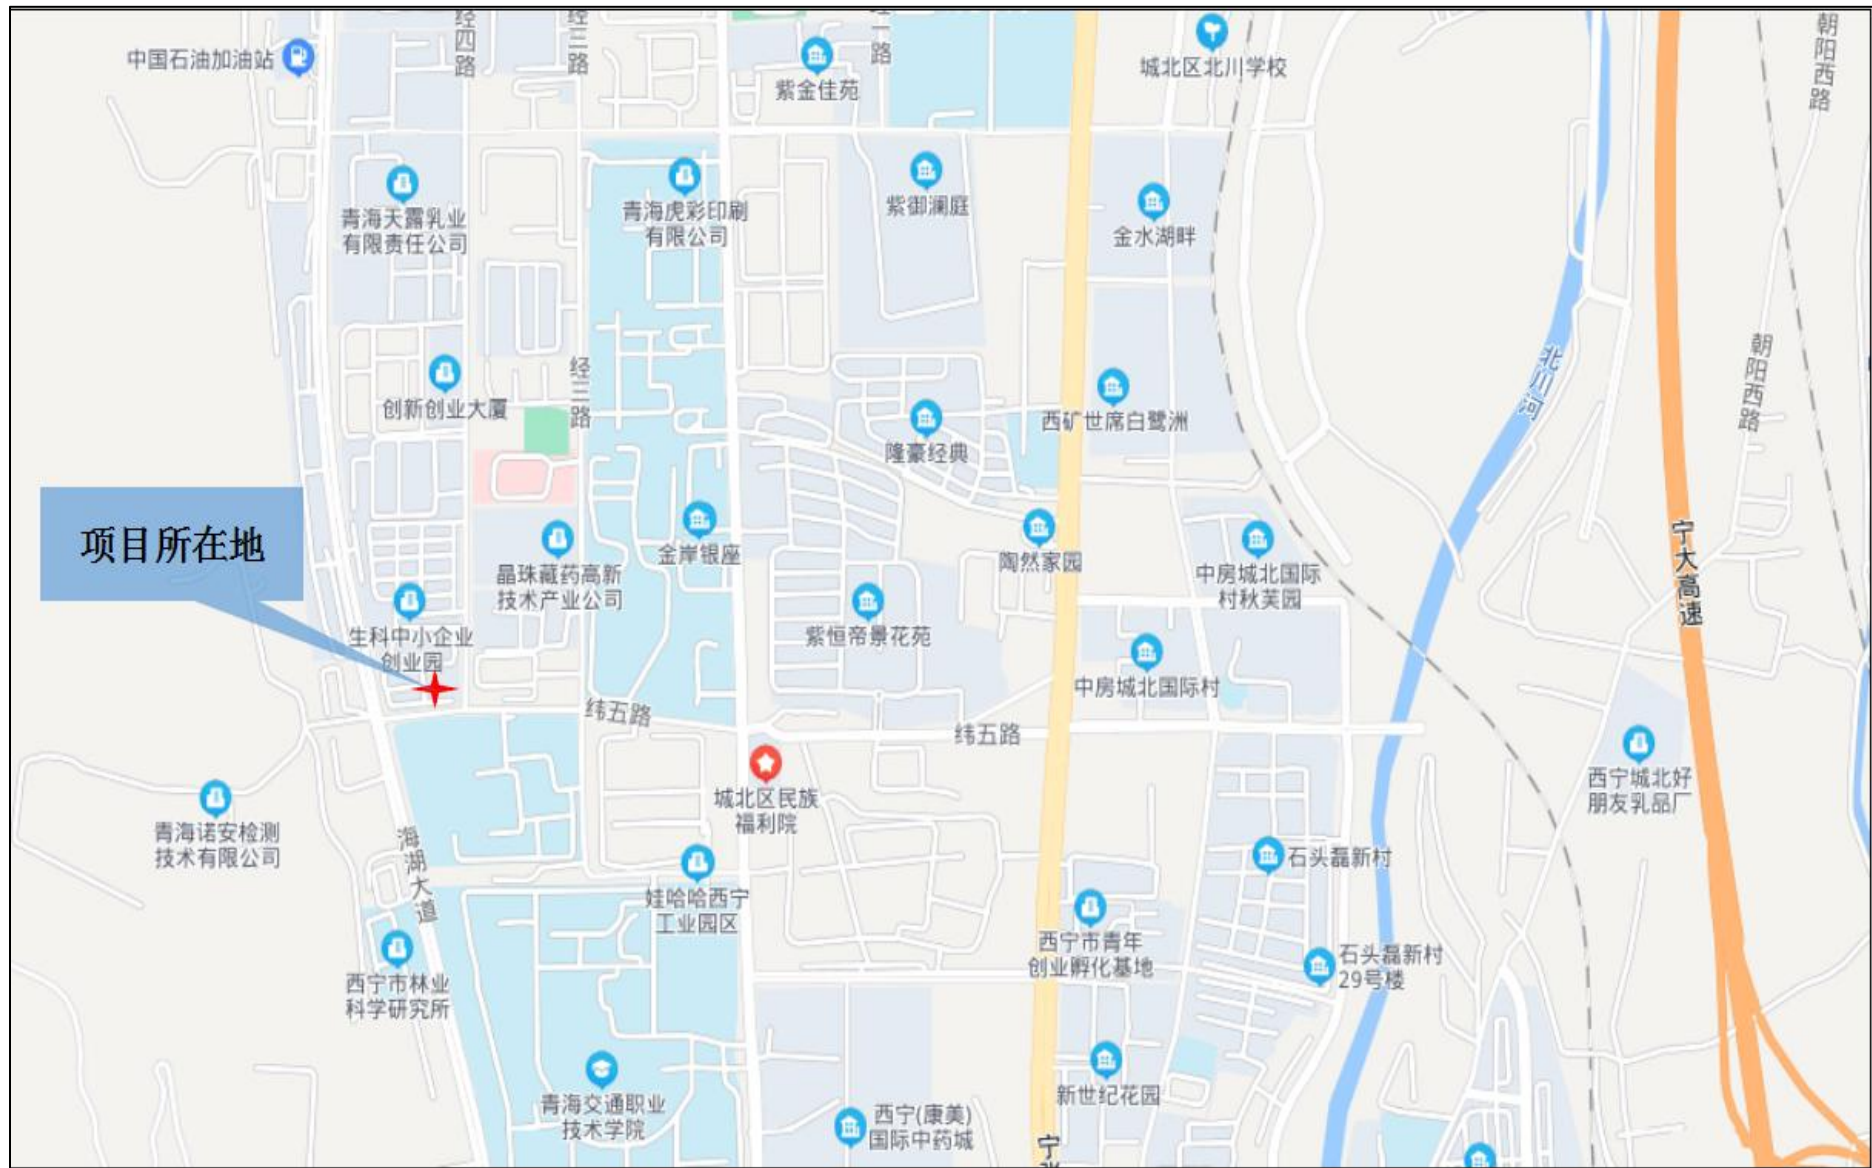 经四路
经三路
经一路
朝阳西路
中国石油加油站
紫金佳苑
城北区北川学校
青海天露乳业
有限责任公司
青海虎彩印刷
有限公司
紫御澜庭
金水湖畔
创新创业大厦
经三路
隆豪经典
西矿世席白鹭洲
北川河
朝阳西路
项目所在地
晶珠藏药高新
技术产业公司
金岸银座
陶然家园
中房城北国际
村秋芙园
宁大高速
生科中小企业
创业园
紫恒帝景花苑
中房城北国际村
纬五路
纬五路
城北区民族
福利院
西宁城北好
朋友乳品厂
青海诺安检测
技术有限公司
海湖大道
石头磊新村
娃哈哈西宁
工业园区
西宁市青年
创业孵化基地
石头磊新村
29号楼
西宁市林业
科学研究所
青海交通职业
技术学院
西宁(康美)
国际中药城
新世纪花园
宁